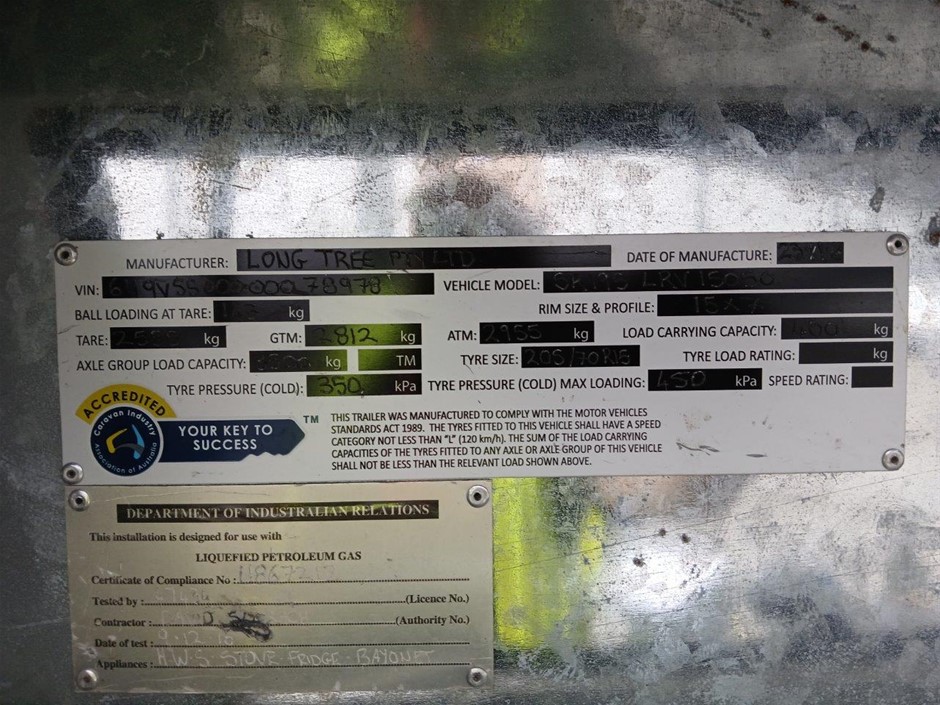 MANUFACTURER: LONG TREE PTY LTD DATE OF MANUFACTURE:
VIN: VEHICLE MODEL:
BALL LOADING AT TARE: kg RIM SIZE & PROFILE:
TARE: kg GTM: 2812 kg ATM: 2955 kg LOAD CARRYING CAPACITY: kg
AXLE GROUP LOAD CAPACITY: kg TM TYRE SIZE: 205/70R15 TYRE LOAD RATING: kg
TYRE PRESSURE (COLD): 350 kPa TYRE PRESSURE (COLD) MAX LOADING: 450 kPa SPEED RATING:
ACCREDITED
Caravan Industry
Association of Australia
YOUR KEY TO
SUCCESS
TM
THIS TRAILER WAS MANUFACTURED TO COMPLY WITH THE MOTOR VEHICLES
STANDARDS ACT 1989. THE TYRES FITTED TO THIS VEHICLE SHALL HAVE A SPEED
CATEGORY NOT LESS THAN "L" (120 km/h). THE SUM OF THE LOAD CARRYING
CAPACITIES OF THE TYRES FITTED TO ANY AXLE OR AXLE GROUP OF THIS VEHICLE
SHALL NOT BE LESS THAN THE RELEVANT LOAD SHOWN ABOVE.
DEPARTMENT OF INDUSTRALIAN RELATIONS
This installation is designed for use with
LIQUEFIED PETROLEUM GAS
Certificate of Compliance No :
Tested by : (Licence No.)
Contractor : (Authority No.)
Date of test :
Appliances : H.W.S STOVE FRIDGE - BAYONET